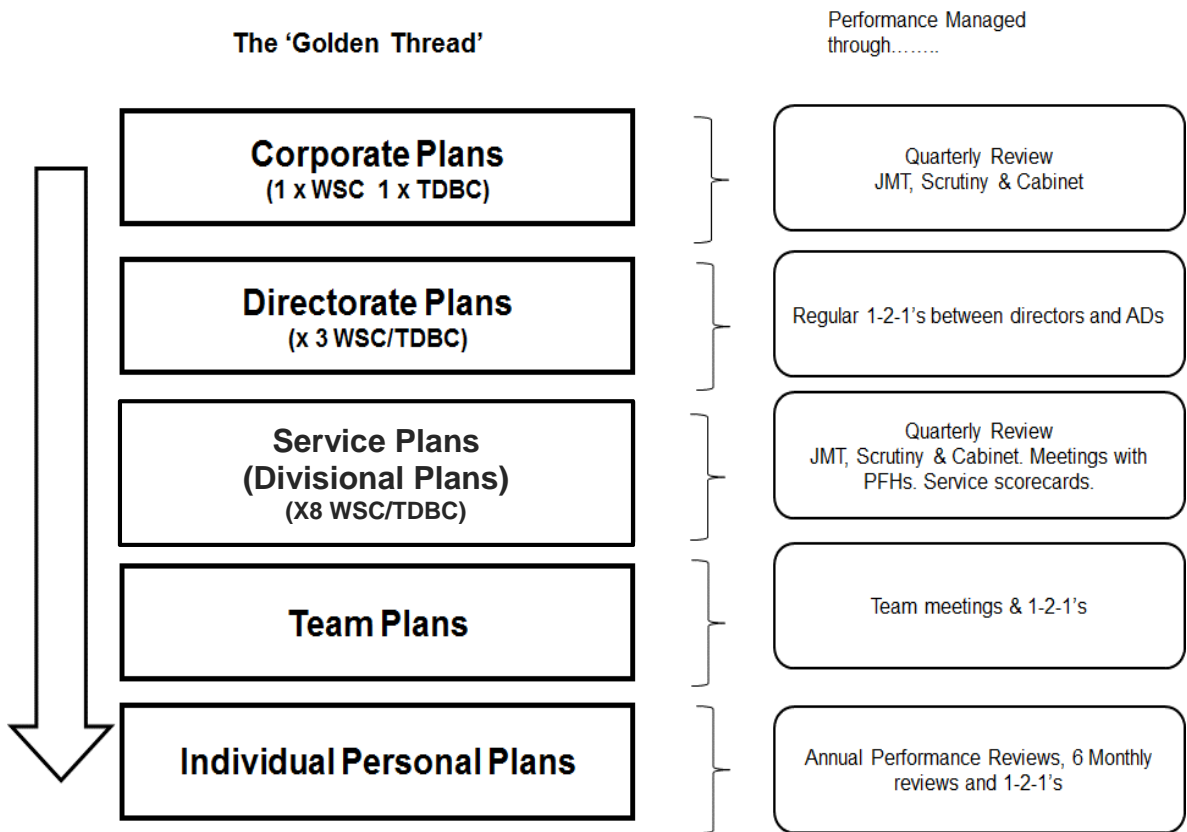 The ‘Golden Thread’
Performance Managed
through……..
Corporate Plans
(1 x WSC 1 x TDBC)
Quarterly Review
JMT, Scrutiny & Cabinet
Directorate Plans
(x 3 WSC/TDBC)
Regular 1-2-1’s between directors and ADs
Service Plans
(Divisional Plans)
(X8 WSC/TDBC)
Quarterly Review
JMT, Scrutiny & Cabinet. Meetings with
PFHs. Service scorecards.
Team Plans
Team meetings & 1-2-1’s
Individual Personal Plans
Annual Performance Reviews, 6 Monthly
reviews and 1-2-1’s